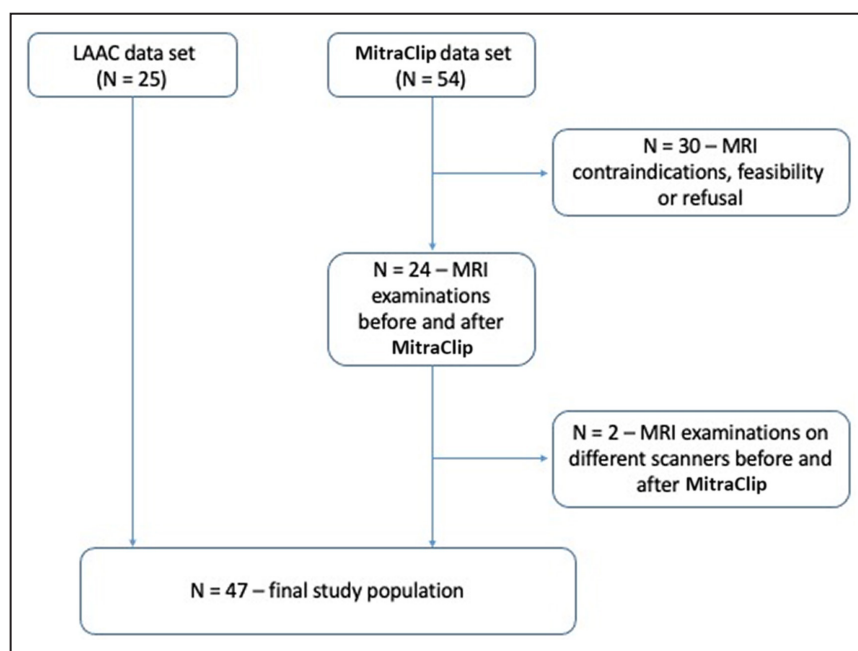 LAAC data set
(N = 25)
MitraClip data set
(N = 54)
N = 30 – MRI
contraindications, feasibility
or refusal
N = 24 – MRI
examinations
before and after
MitraClip
N = 2 – MRI examinations on
different scanners before and
after MitraClip
N = 47 – final study population